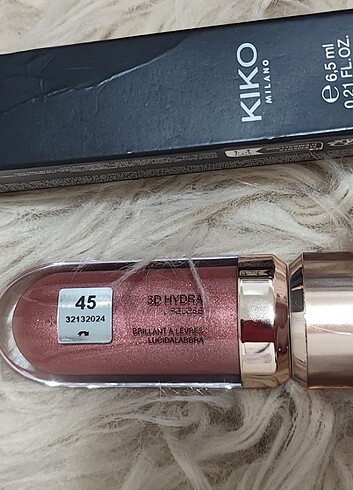 KIKO
MILANO
℮ 6,5 ml
0.21 FL.OZ.
45
32132024
3D HYDRA
BRILLANT À LÈVRES
LUCIDALABBRA